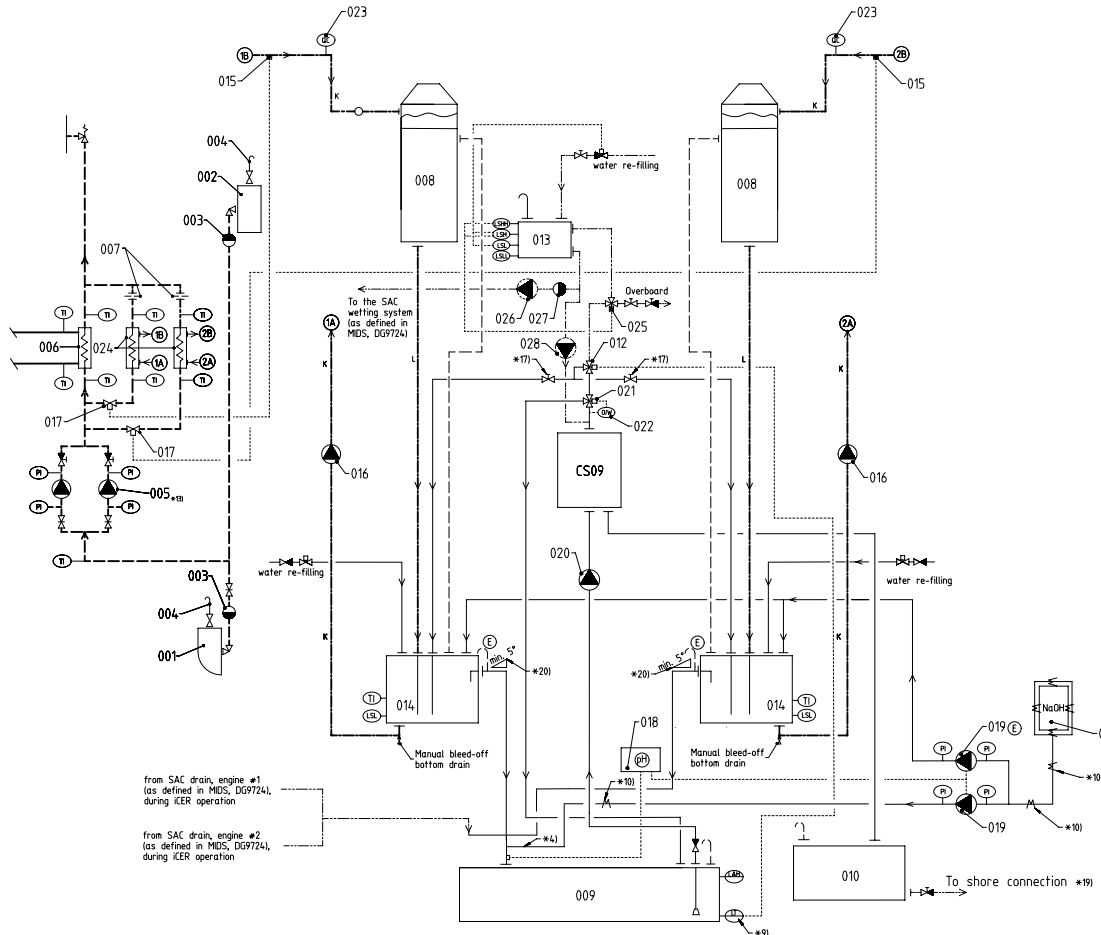 023
023
1B
QE
QE
2B
015
015
K
K
004
002
003
008
008
water re-filling
007
LSHH
LSH
LSL
LSLL
013
TI
TI
TI
To the SAC
wetting system
(as defined in
MIDS, DG9724)
Overboard
1A
2A
006
024
1B
2B
1A
2A
026
027
025
028
012
K
L
L
K
*17)
*17)
TI
TI
TI
TI
021
O/W
022
017
017
CS09
016
016
PI
PI
005 *13)
PI
PI
020
TI
003
water re-filling
water re-filling
004
001
K
K
E
min. 5°
*20)
min. 5°
E
*20)
TI
LSL
014
014
TI
LSL
NaOH
Manual bleed-off
bottom drain
018
pH
Manual bleed-off
bottom drain
019 E
PI
PI
*10
from SAC drain, engine #1
(as defined in MIDS, DG9724),
during iCER operation
*10)
PI
PI
019
*10)
from SAC drain, engine #2
(as defined in MIDS, DG9724),
during iCER operation
*4)
009
LAH
LT
*9)
010
To shore connection *19)